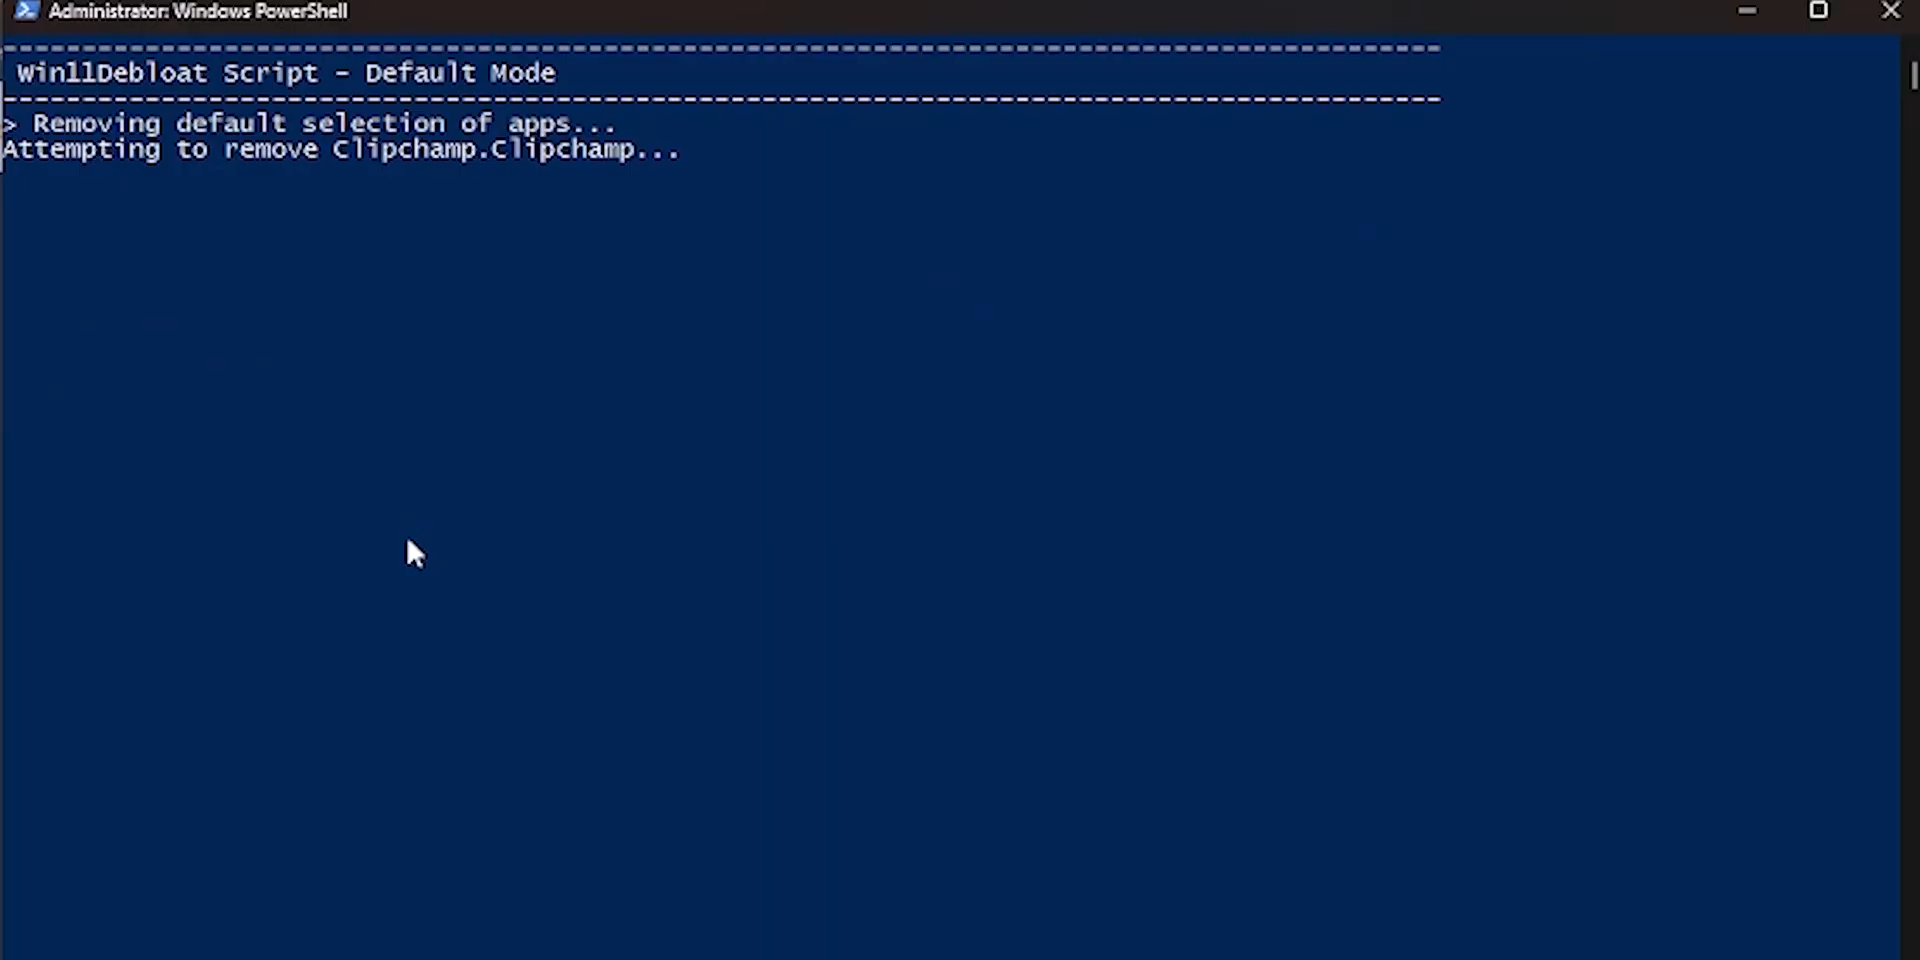 Administrator: Windows PowerShell
-------------------------------------------------------------------------------------------
Win11Debloat Script - Default Mode
-------------------------------------------------------------------------------------------
> Removing default selection of apps...
Attempting to remove Clipchamp.Clipchamp...